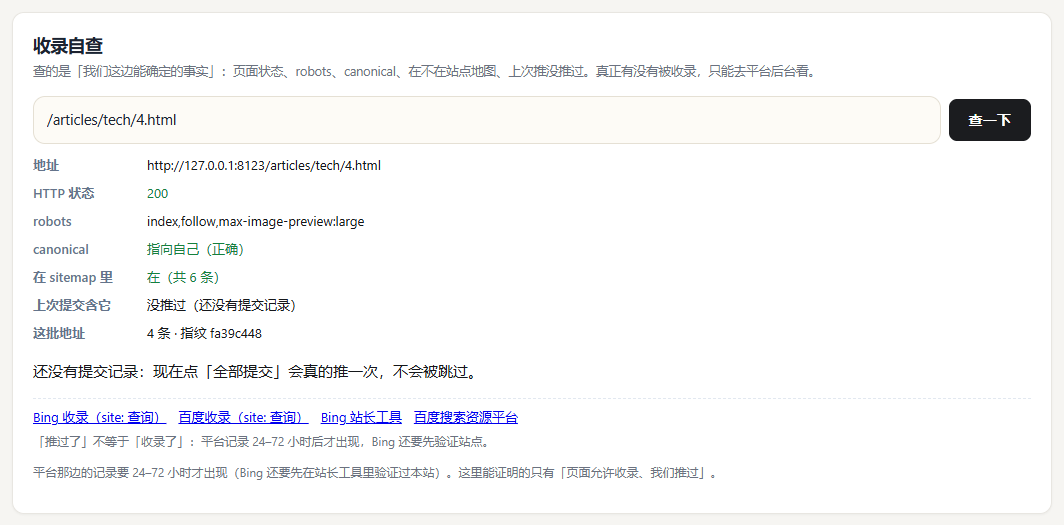 收录自查
查的是「我们这边能确定的事实」：页面状态、robots、canonical、在不在站点地图、上次推没推过。真正有没有被收录，只能去平台后台看。
/articles/tech/4.html
查一下
地址 http://127.0.0.1:8123/articles/tech/4.html
HTTP 状态 200
robots index,follow,max-image-preview:large
canonical 指向自己（正确）
在 sitemap 里 在（共 6 条）
上次提交含它 没推过（还没有提交记录）
这批地址 4 条 · 指纹 fa39c448
还没有提交记录：现在点「全部提交」会真的推一次，不会被跳过。
Bing 收录（site: 查询） 百度收录（site: 查询） Bing 站长工具 百度搜索资源平台
「推过了」不等于「收录了」：平台记录 24–72 小时后才出现，Bing 还要先验证站点。
平台那边的记录要 24–72 小时才出现（Bing 还要先在站长工具里验证过本站）。这里能证明的只有「页面允许收录、我们推过」。